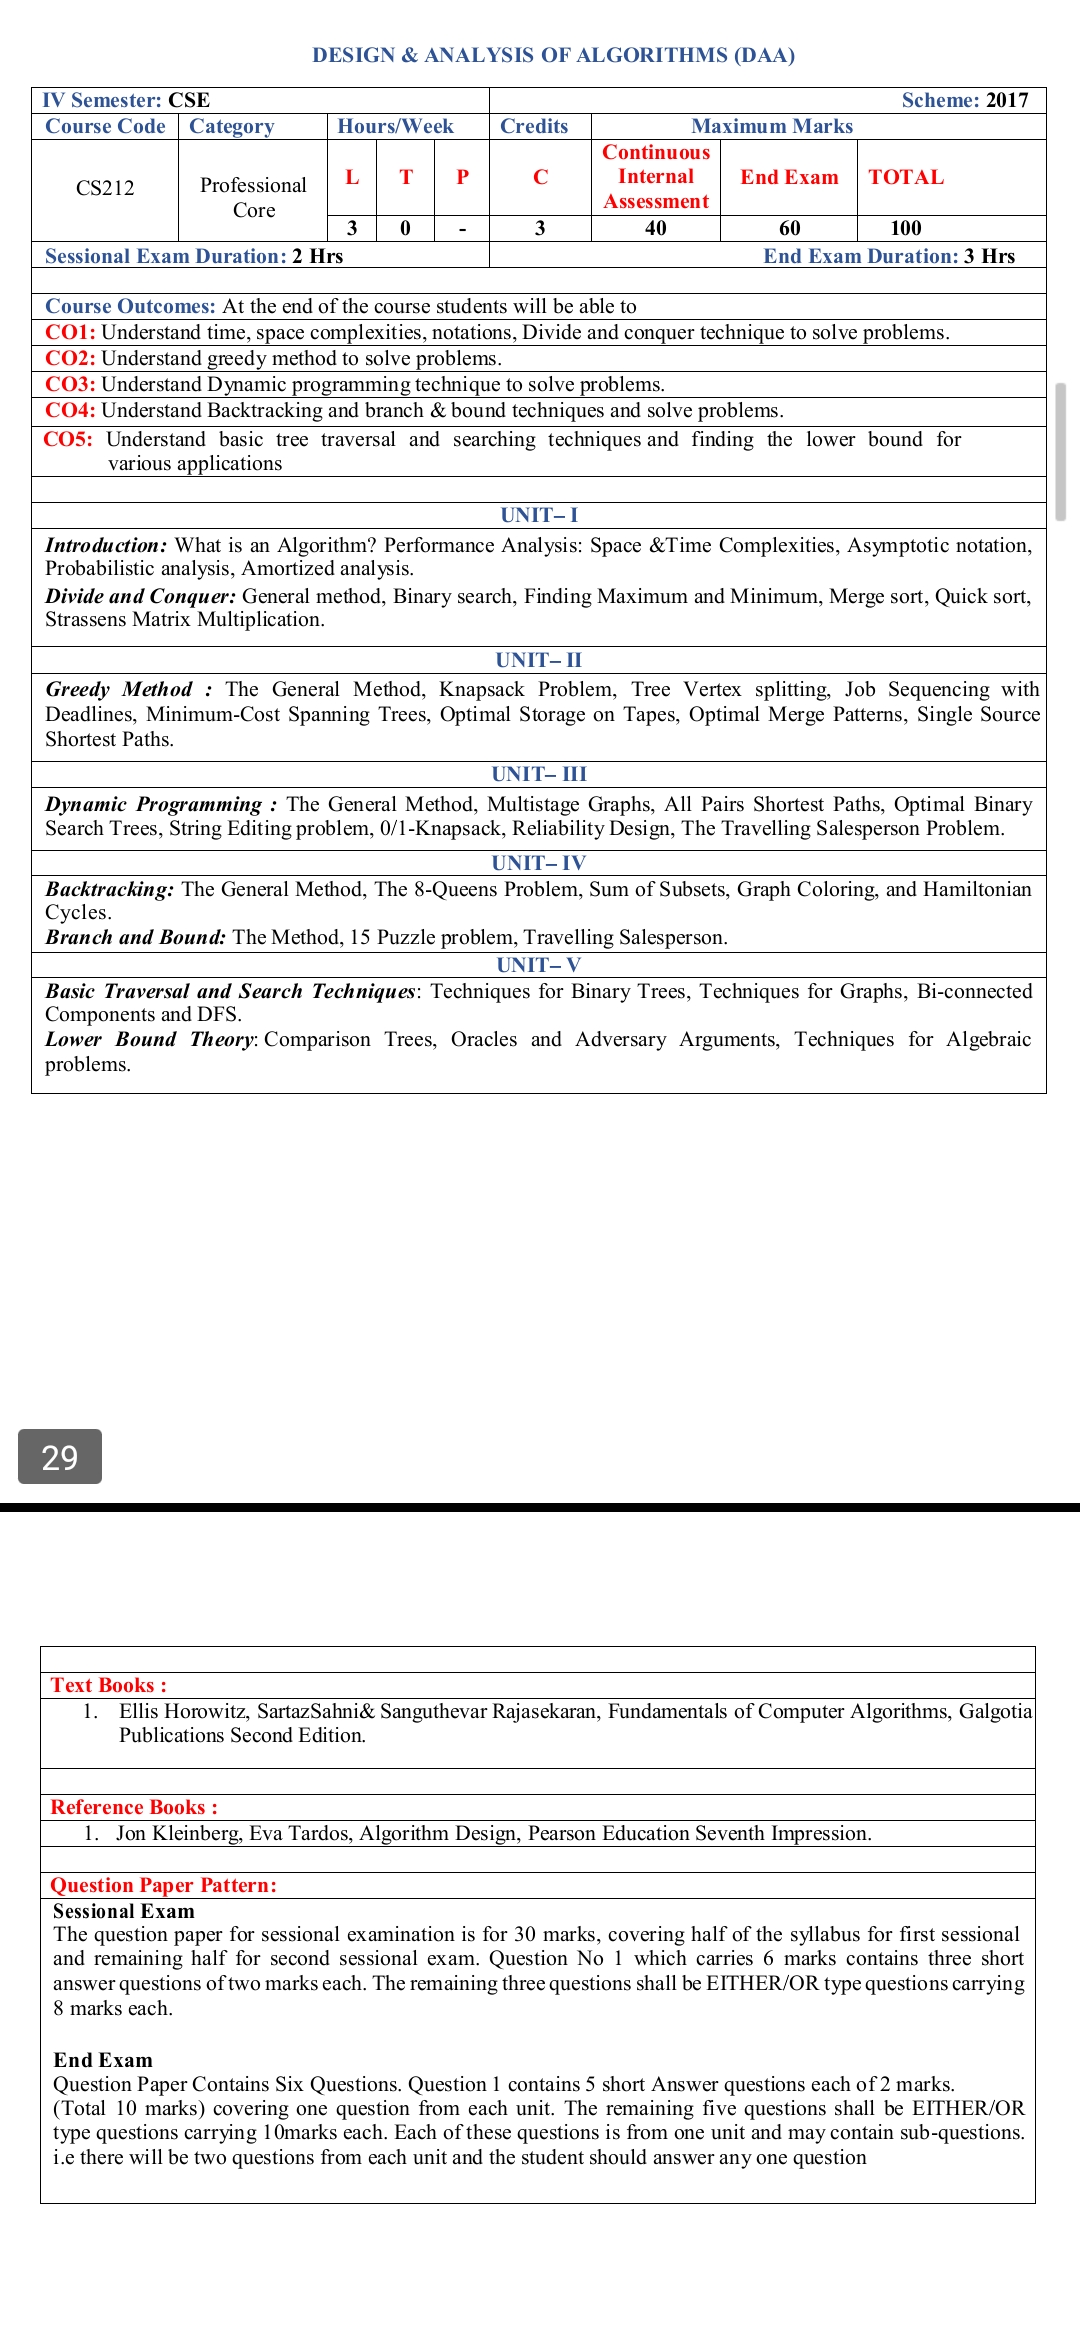 DESIGN & ANALYSIS OF ALGORITHMS (DAA)
IV Semester: CSE Scheme: 2017
Course Code Category Hours/Week Credits Maximum Marks
CS212 Professional Core L T P C Continuous Internal Assessment End Exam TOTAL
3 0 - 3 40 60 100
Sessional Exam Duration: 2 Hrs End Exam Duration: 3 Hrs
Course Outcomes: At the end of the course students will be able to
CO1: Understand time, space complexities, notations, Divide and conquer technique to solve problems.
CO2: Understand greedy method to solve problems.
CO3: Understand Dynamic programming technique to solve problems.
CO4: Understand Backtracking and branch & bound techniques and solve problems.
CO5: Understand basic tree traversal and searching techniques and finding the lower bound for
various applications
UNIT– I
Introduction: What is an Algorithm? Performance Analysis: Space &Time Complexities, Asymptotic notation,
Probabilistic analysis, Amortized analysis.
Divide and Conquer: General method, Binary search, Finding Maximum and Minimum, Merge sort, Quick sort,
Strassens Matrix Multiplication.
UNIT– II
Greedy Method : The General Method, Knapsack Problem, Tree Vertex splitting, Job Sequencing with
Deadlines, Minimum-Cost Spanning Trees, Optimal Storage on Tapes, Optimal Merge Patterns, Single Source
Shortest Paths.
UNIT– III
Dynamic Programming : The General Method, Multistage Graphs, All Pairs Shortest Paths, Optimal Binary
Search Trees, String Editing problem, 0/1-Knapsack, Reliability Design, The Travelling Salesperson Problem.
UNIT– IV
Backtracking: The General Method, The 8-Queens Problem, Sum of Subsets, Graph Coloring, and Hamiltonian
Cycles.
Branch and Bound: The Method, 15 Puzzle problem, Travelling Salesperson.
UNIT– V
Basic Traversal and Search Techniques: Techniques for Binary Trees, Techniques for Graphs, Bi-connected
Components and DFS.
Lower Bound Theory: Comparison Trees, Oracles and Adversary Arguments, Techniques for Algebraic
problems.
29
Text Books :
1. Ellis Horowitz, SartazSahni& Sanguthevar Rajasekaran, Fundamentals of Computer Algorithms, Galgotia
Publications Second Edition.
Reference Books :
1. Jon Kleinberg, Eva Tardos, Algorithm Design, Pearson Education Seventh Impression.
Question Paper Pattern:
Sessional Exam
The question paper for sessional examination is for 30 marks, covering half of the syllabus for first sessional
and remaining half for second sessional exam. Question No 1 which carries 6 marks contains three short
answer questions of two marks each. The remaining three questions shall be EITHER/OR type questions carrying
8 marks each.
End Exam
Question Paper Contains Six Questions. Question 1 contains 5 short Answer questions each of 2 marks.
(Total 10 marks) covering one question from each unit. The remaining five questions shall be EITHER/OR
type questions carrying 10marks each. Each of these questions is from one unit and may contain sub-questions.
i.e there will be two questions from each unit and the student should answer any one question